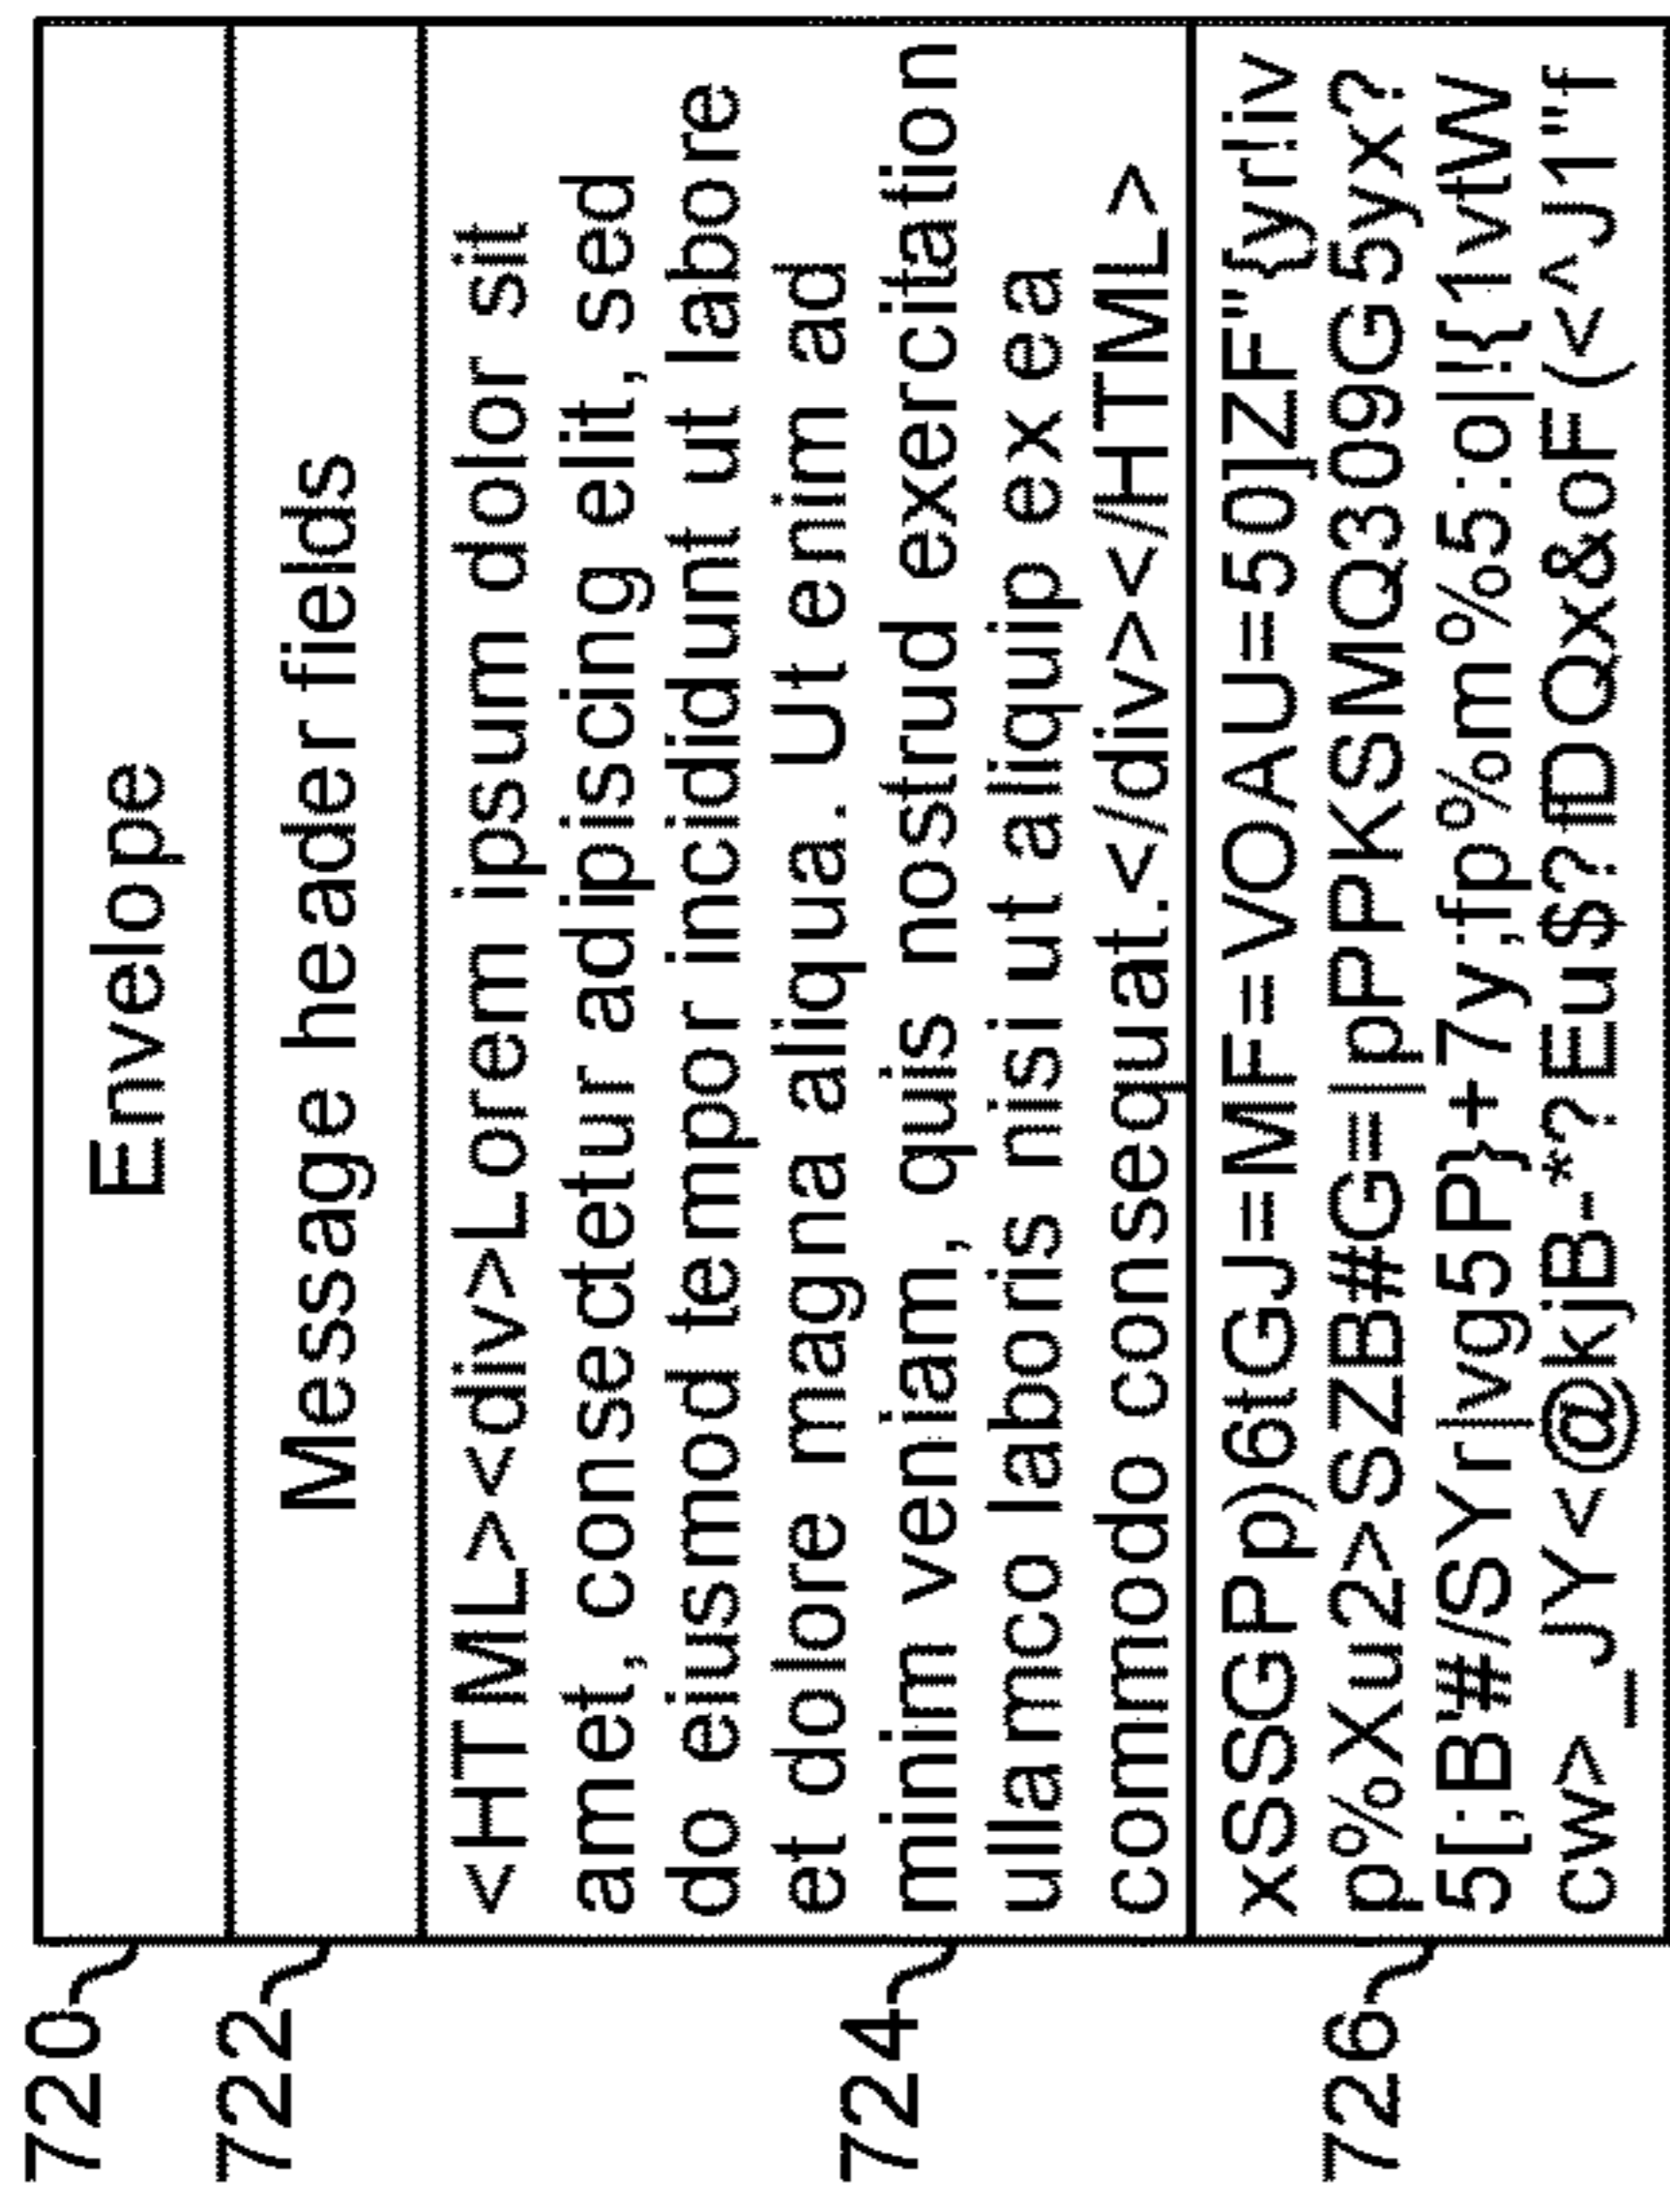 720
Envelope
722
Message header fields
724
<HTML><div>Lorem ipsum dolor sit
amet, consectetur adipiscing elit, sed
do eiusmod tempor incididunt ut labore
et dolore magna aliqua. Ut enim ad
minim veniam, quis nostrud exercitation
ullamco laboris nisi ut aliquip ex ea
commodo consequat.</div></HTML>
726
xSSGPp)6tGJ=MF=VOAU=50]ZF"{yr!iv
p%Xu2>SZB#G=|pPPKSMQ309G5yx?
5[;B'#/SYr|vg5P}+7y;fp%m%5:o|!{1vtW
cw>_JY<@kjB-*?Eu$?fDQx&oF(<^J1"f